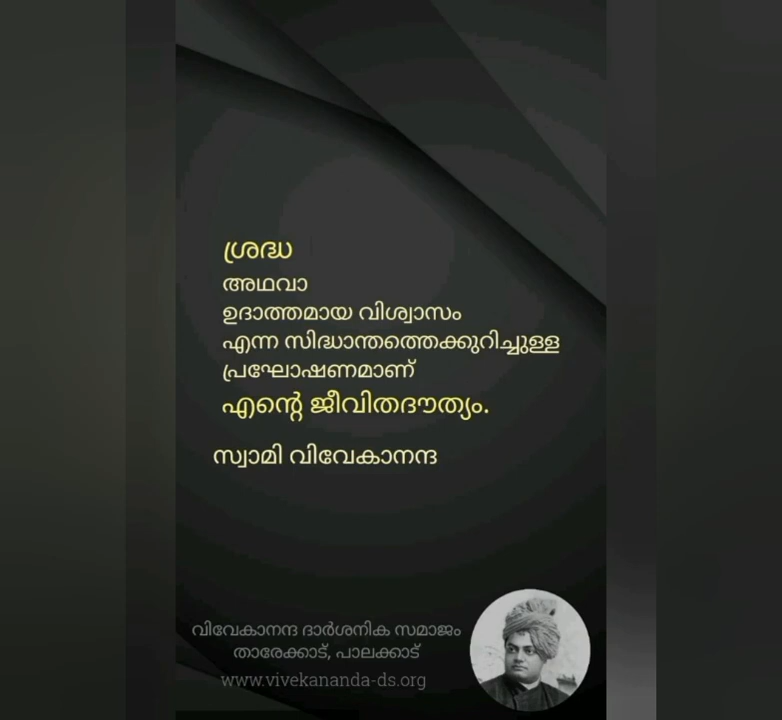 ശ്രദ്ധ
അഥവാ
ഉദാത്തമായ വിശ്വാസം
എന്ന സിദ്ധാന്തത്തെക്കുറിച്ചുള്ള
പ്രഘോഷണമാണ്
എന്റെ ജീവിതദൗത്യം.
സ്വാമി വിവേകാനന്ദ
വിവേകാനന്ദ ദാർശനിക സമാജം
താരേക്കാട്, പാലക്കാട്
www.vivekananda-ds.org